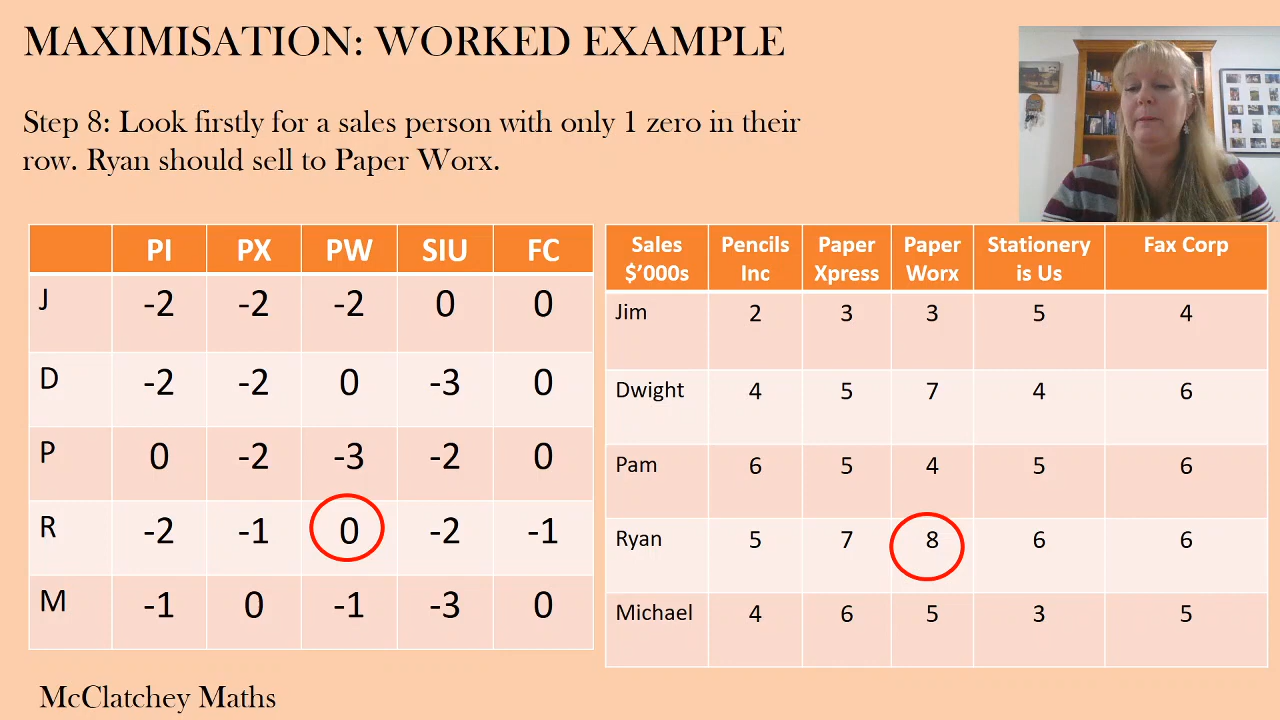 MAXIMISATION: WORKED EXAMPLE
Step 8: Look firstly for a sales person with only 1 zero in their
row. Ryan should sell to Paper Worx.
PI PX PW SIU FC
J -2 -2 -2 0 0
D -2 -2 0 -3 0
P 0 -2 -3 -2 0
R -2 -1 0 -2 -1
M -1 0 -1 -3 0
Sales Pencils Paper Paper Stationery Fax Corp
$'000s Inc Xpress Worx is Us
Jim 2 3 3 5 4
Dwight 4 5 7 4 6
Pam 6 5 4 5 6
Ryan 5 7 8 6 6
Michael 4 6 5 3 5
McClatchey Maths